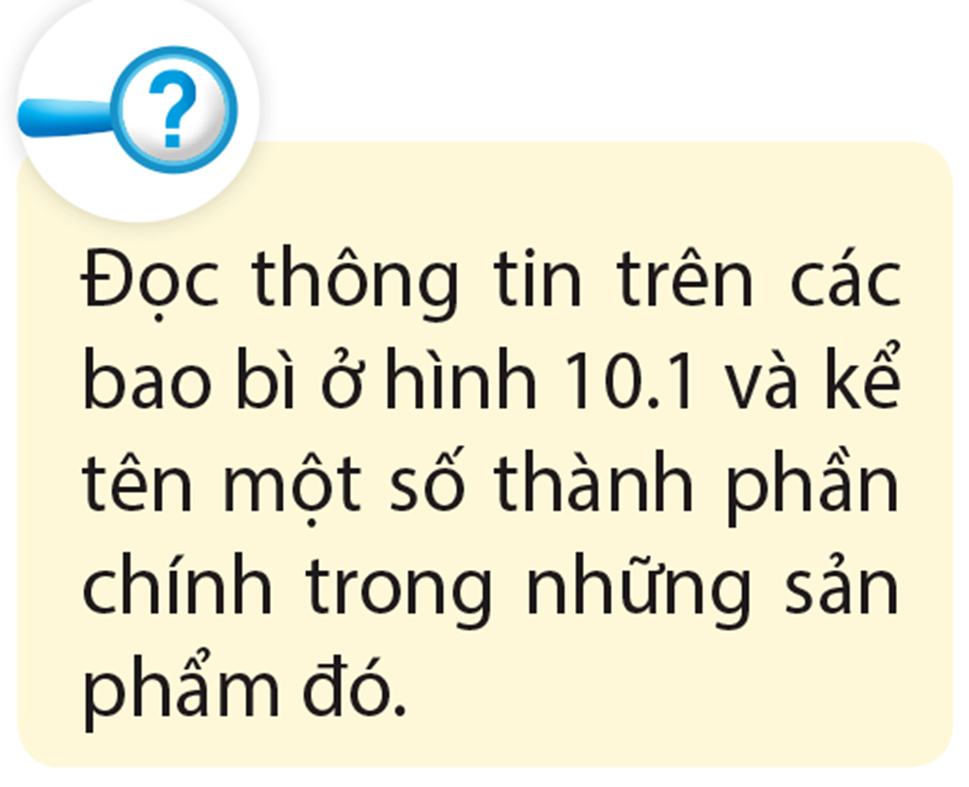 ?
Đọc thông tin trên các
bao bì ở hình 10.1 và kể
tên một số thành phần
chính trong những sản
phẩm đó.